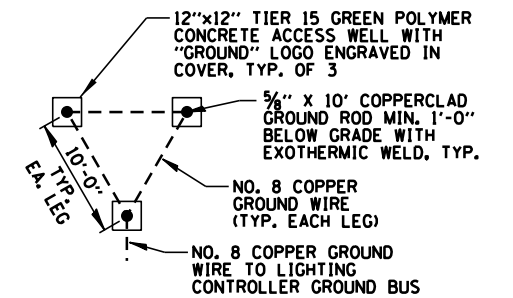 12"x12" TIER 15 GREEN POLYMER
CONCRETE ACCESS WELL WITH
"GROUND" LOGO ENGRAVED IN
COVER, TYP. OF 3
⅝" X 10' COPPERCLAD
GROUND ROD MIN. 1'-0"
BELOW GRADE WITH
EXOTHERMIC WELD, TYP.
10'-0"
TYP.
EA. LEG
NO. 8 COPPER
GROUND WIRE
(TYP. EACH LEG)
NO. 8 COPPER GROUND
WIRE TO LIGHTING
CONTROLLER GROUND BUS